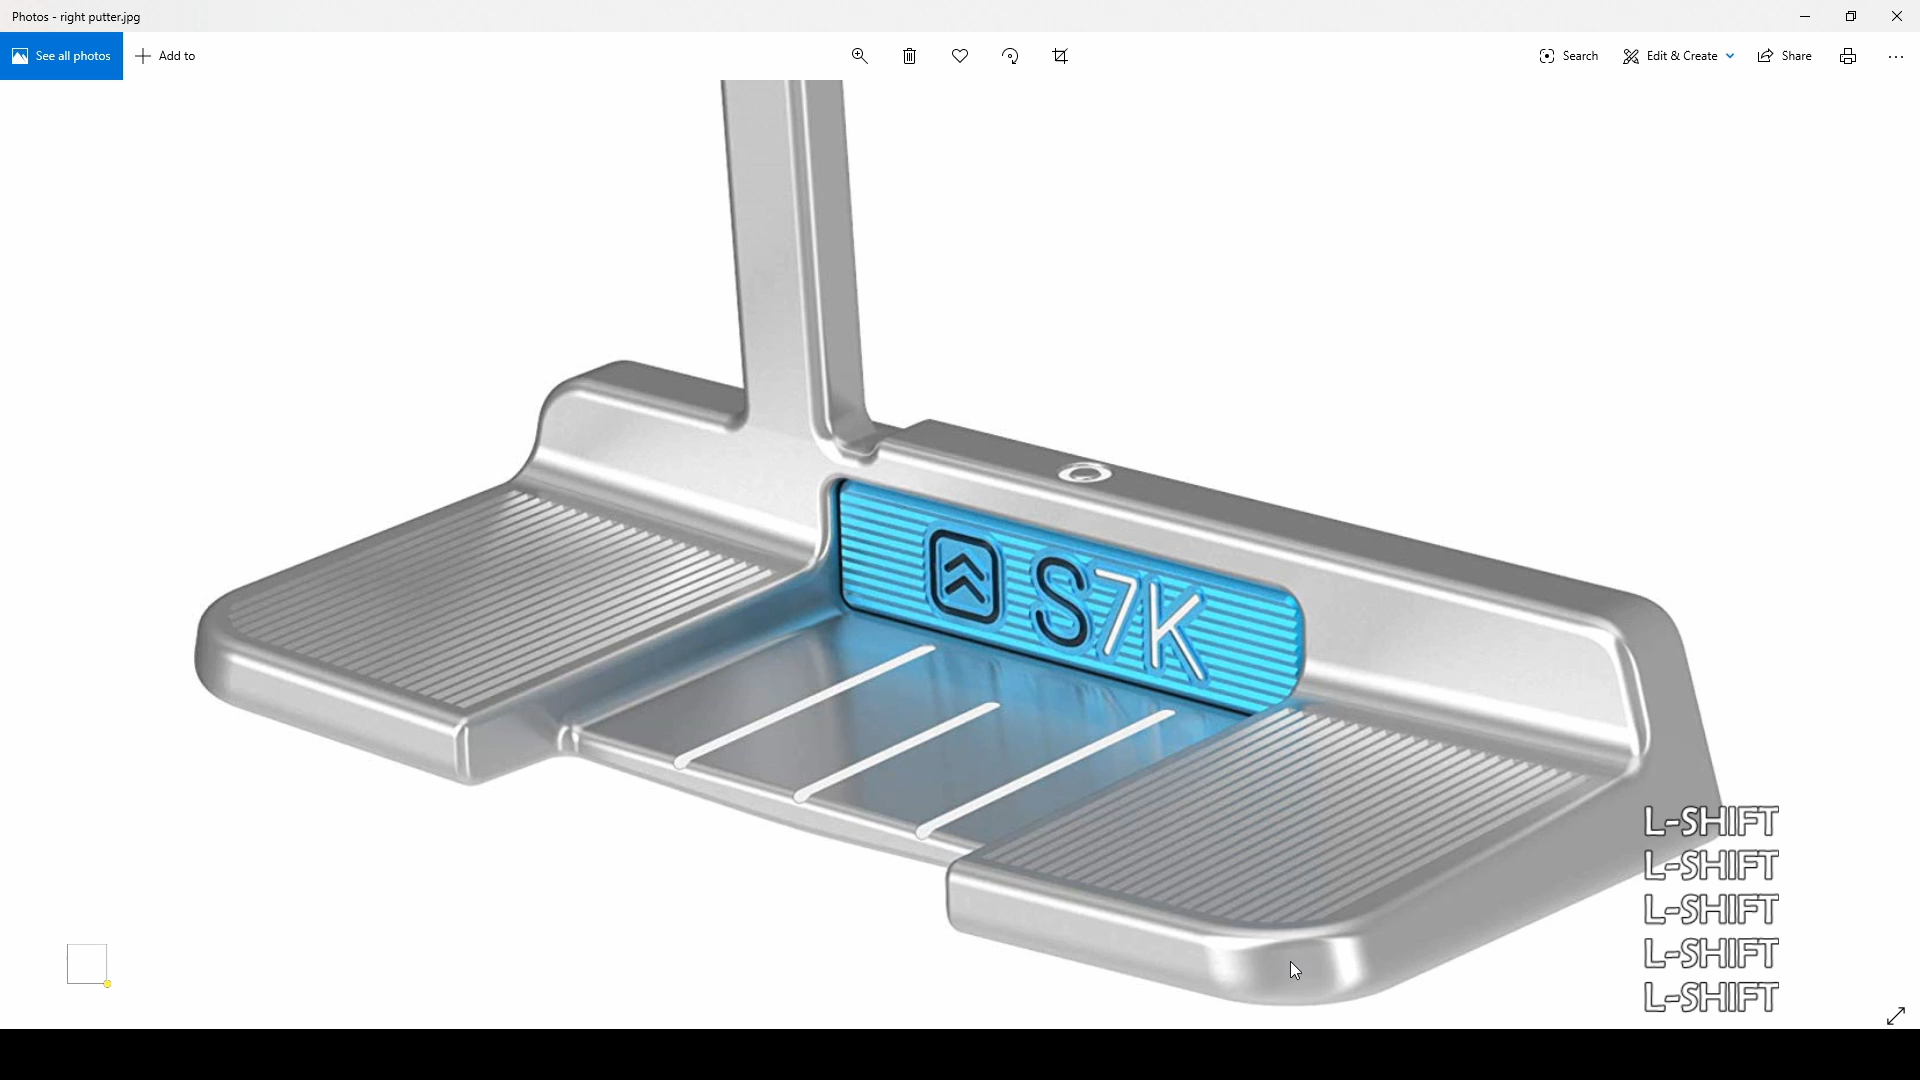 Photos - right putter.jpg
See all photos
Add to
Search
Edit & Create
Share
S7K
L-SHIFT
L-SHIFT
L-SHIFT
L-SHIFT
L-SHIFT